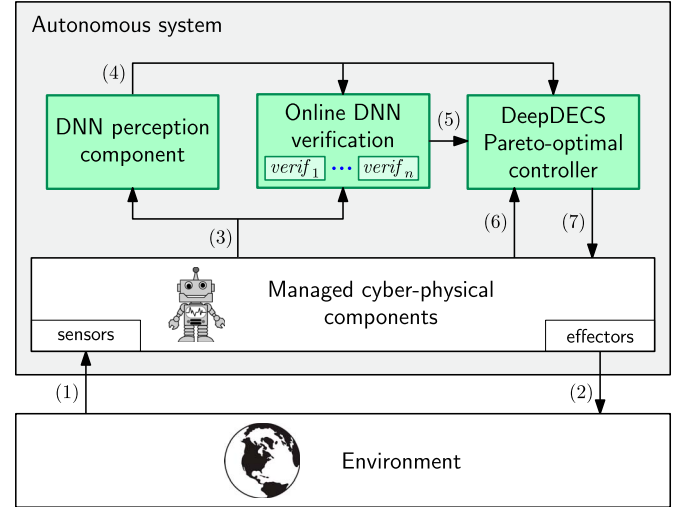 Autonomous system
(4)
DNN perception
component
Online DNN
verification
verif₁ ... verifₙ
(5)
DeepDECS
Pareto-optimal
controller
(3)
(6)
(7)
Managed cyber-physical
components
sensors
effectors
(1)
(2)
Environment